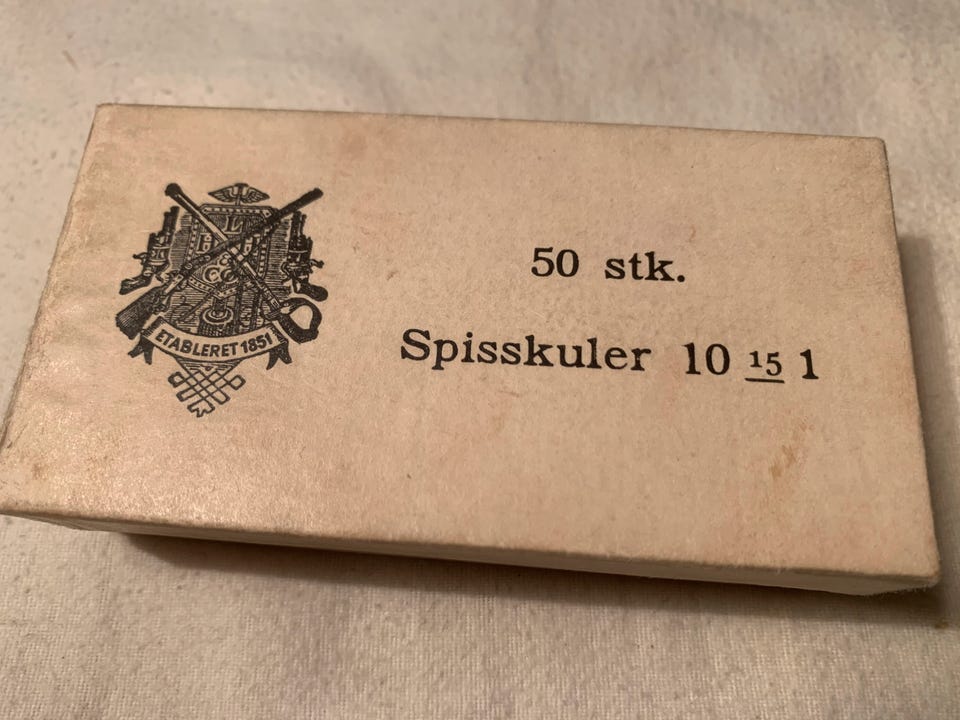 50 stk.
Spisskuler 10 15 1
ETABLERET 1851